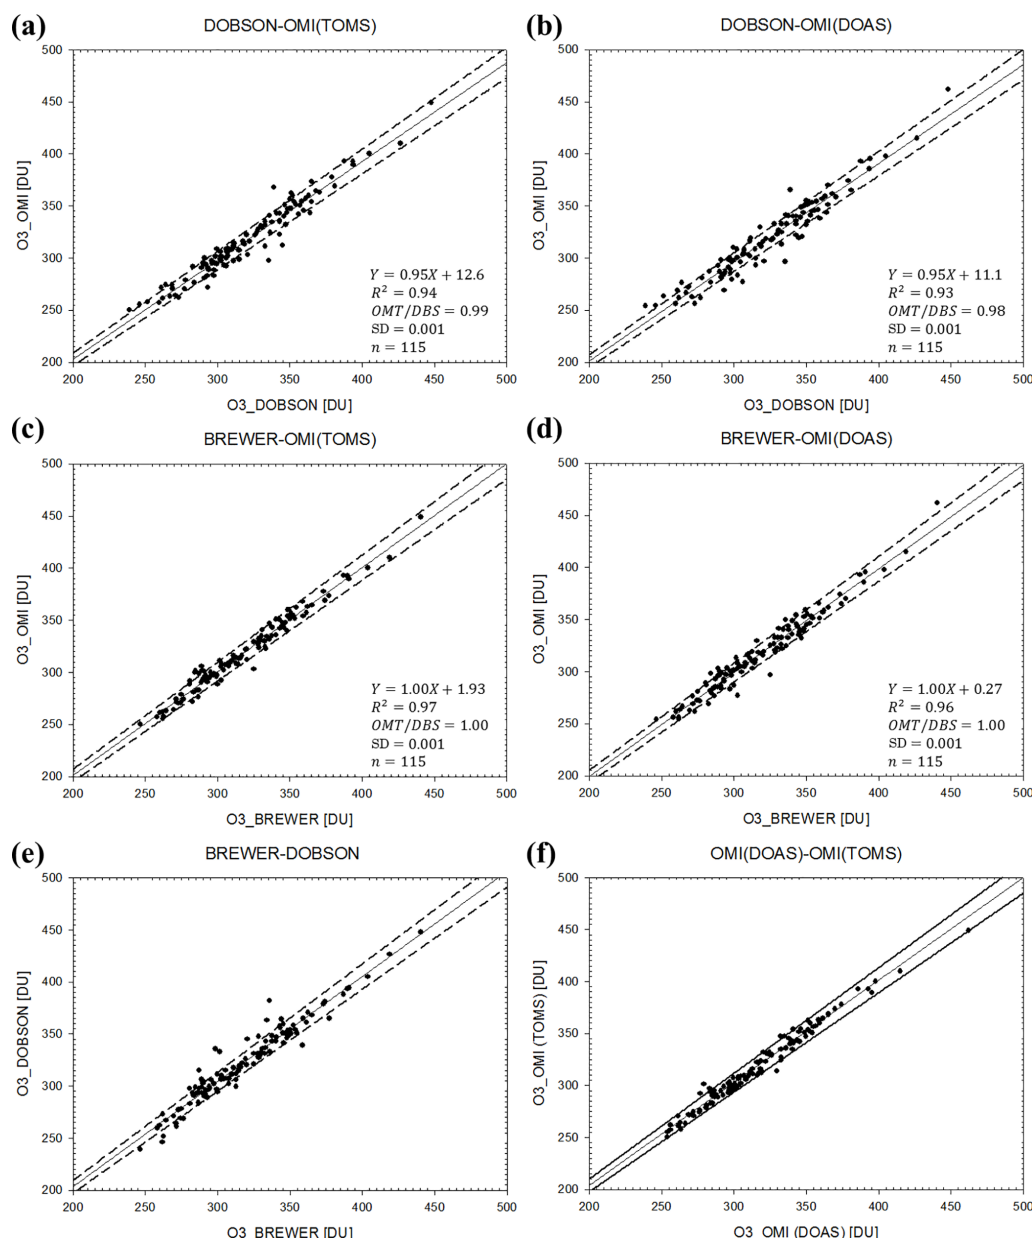 (a) DOBSON-OMI(TOMS)
500
450
400
350
300
250
200
O3_OMI [DU]
Y = 0.95X + 12.6
R² = 0.94
OMT/DBS = 0.99
SD = 0.001
n = 115
200 250 300 350 400 450 500
O3_DOBSON [DU]
(b) DOBSON-OMI(DOAS)
500
450
400
350
300
250
200
O3_OMI [DU]
Y = 0.95X + 11.1
R² = 0.93
OMT/DBS = 0.98
SD = 0.001
n = 115
200 250 300 350 400 450 500
O3_DOBSON [DU]
(c) BREWER-OMI(TOMS)
500
450
400
350
300
250
200
O3_OMI [DU]
Y = 1.00X + 1.93
R² = 0.97
OMT/DBS = 1.00
SD = 0.001
n = 115
200 250 300 350 400 450 500
O3_BREWER [DU]
(d) BREWER-OMI(DOAS)
500
450
400
350
300
250
200
O3_OMI [DU]
Y = 1.00X + 0.27
R² = 0.96
OMT/DBS = 1.00
SD = 0.001
n = 115
200 250 300 350 400 450 500
O3_BREWER [DU]
(e) BREWER-DOBSON
500
450
400
350
300
250
200
O3_DOBSON [DU]
200 250 300 350 400 450 500
O3_BREWER [DU]
(f) OMI(DOAS)-OMI(TOMS)
500
450
400
350
300
250
200
O3_OMI (TOMS) [DU]
200 250 300 350 400 450 500
O3_OMI (DOAS) [DU]